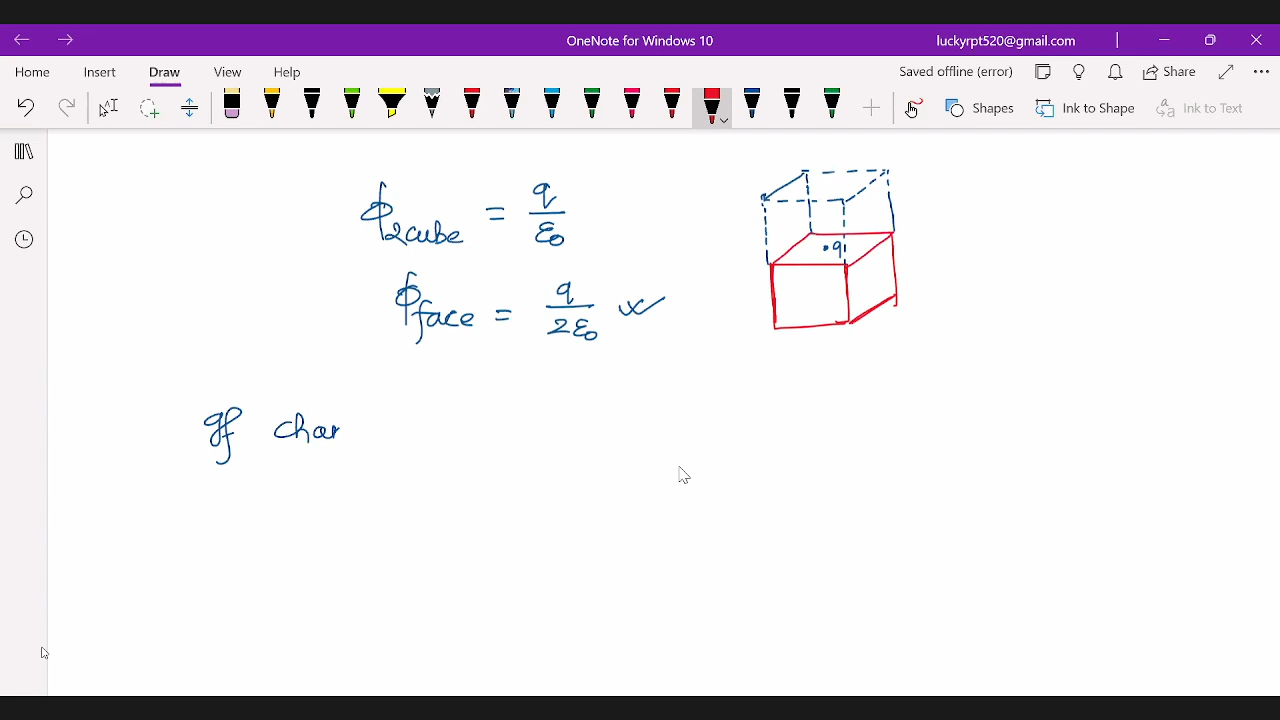 OneNote for Windows 10
luckyrpt520@gmail.com
Home Insert Draw View Help
Saved offline (error)
Share
Shapes
Ink to Shape
Ink to Text
ϕ2cube = q/ε0
•q
ϕface = q/2ε0
If char